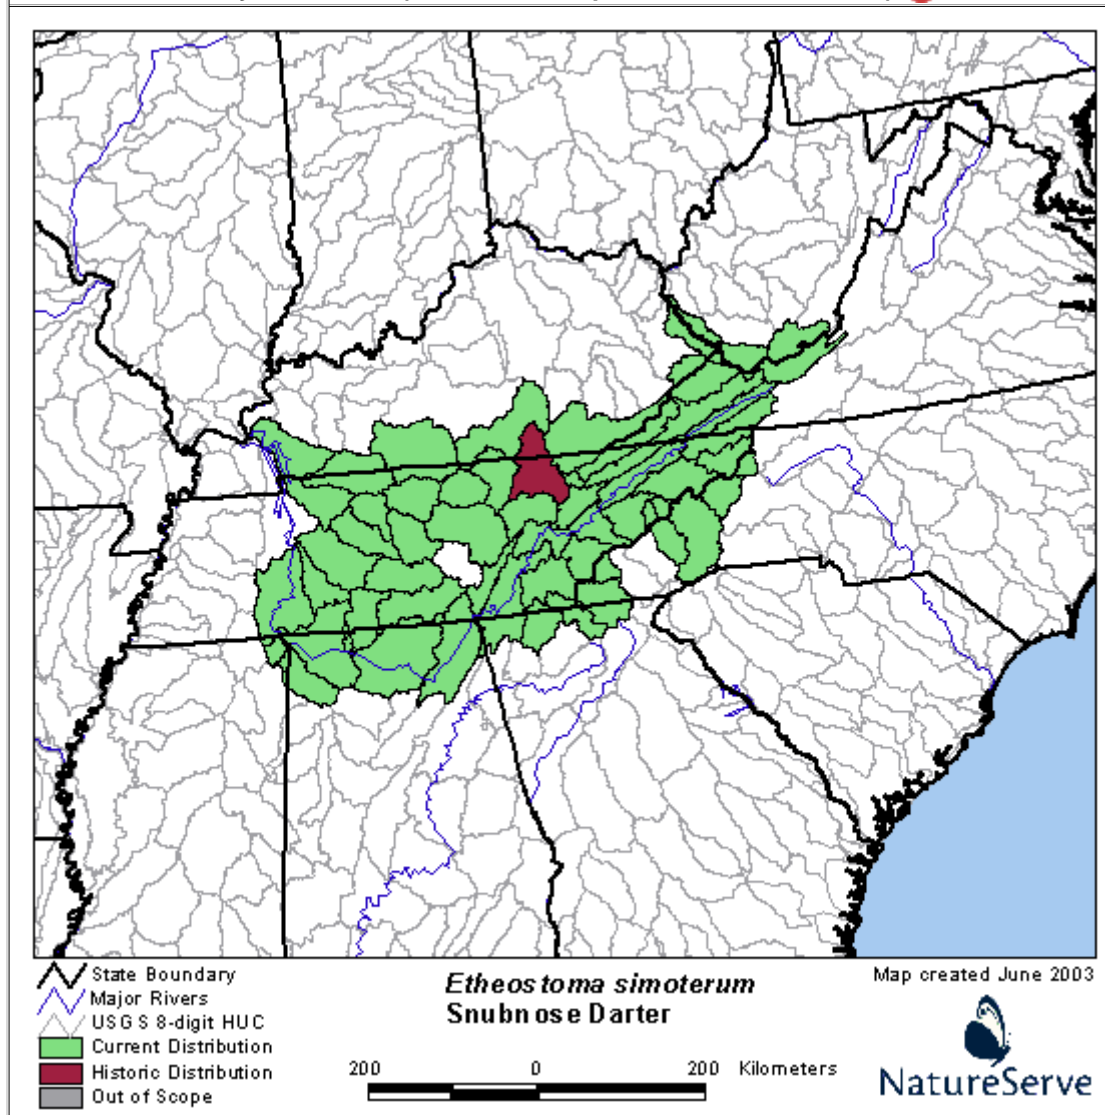 State Boundary
Major Rivers
USGS 8-digit HUC
Current Distribution
Historic Distribution
Out of Scope
Etheostoma simoterum
Snubnose Darter
200 0 200 Kilometers
Map created June 2003
NatureServe